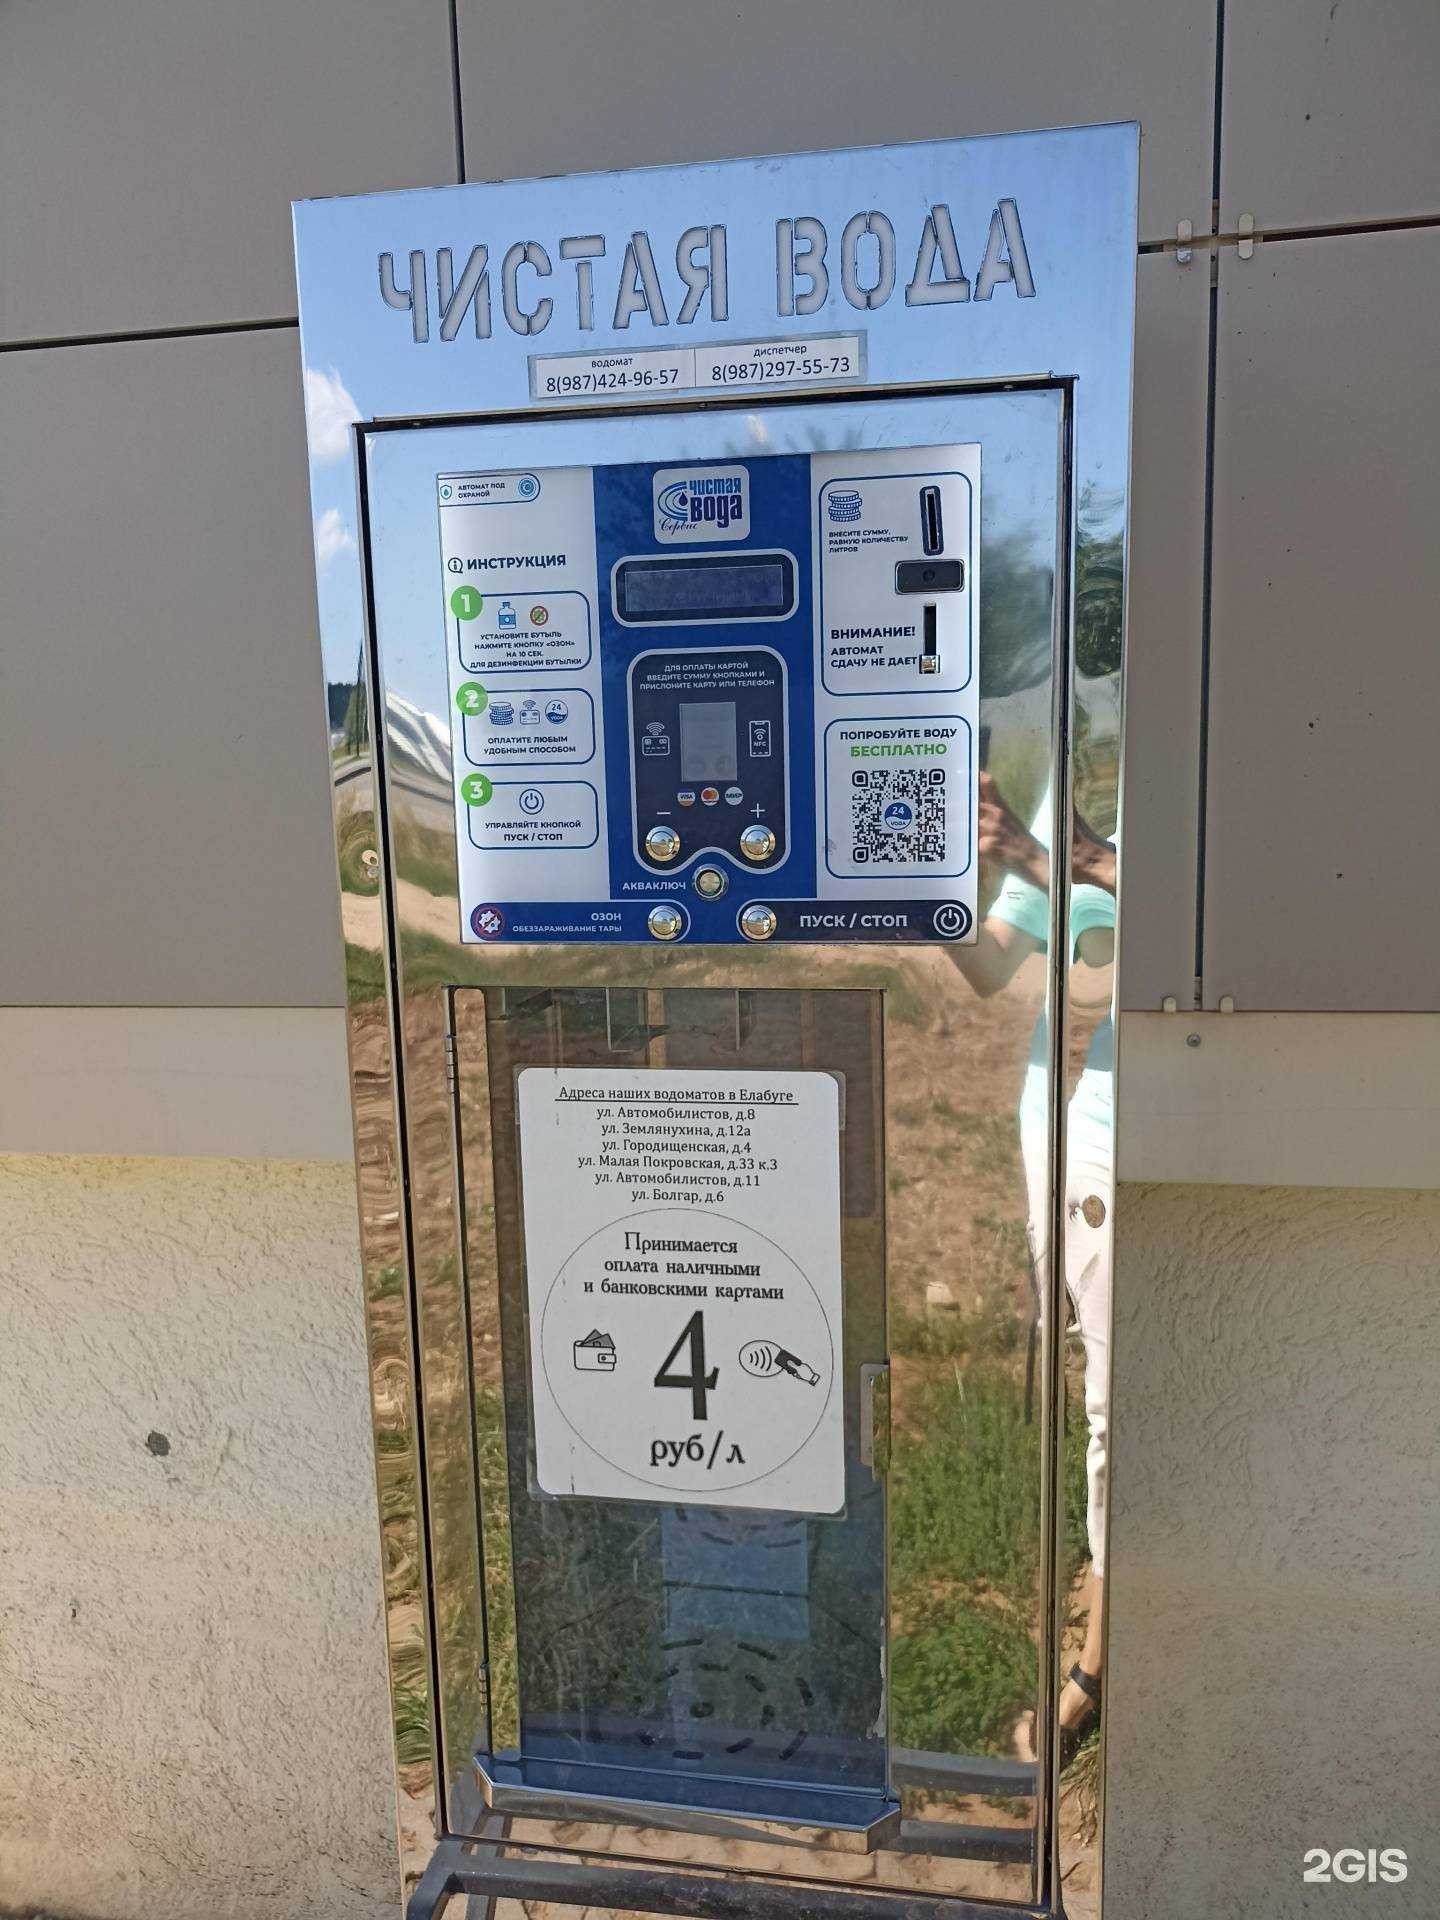 ЧИСТАЯ ВОДА
водомат
8(987)424-96-57
диспетчер
8(987)297-55-73
АВТОМАТ ПОД
ОХРАНОЙ
ИНСТРУКЦИЯ
1
УСТАНОВИТЕ БУТЫЛЬ
НАЖМИТЕ КНОПКУ «ОЗОН»
НА 10 СЕК.
ДЛЯ ДЕЗИНФЕКЦИИ БУТЫЛКИ
2
24
VODA
ОПЛАТИТЕ ЛЮБЫМ
УДОБНЫМ СПОСОБОМ
3
УПРАВЛЯЙТЕ КНОПКОЙ
ПУСК / СТОП
Чистая
Вода
Сервис
ДЛЯ ОПЛАТЫ КАРТОЙ
ВВЕДИТЕ СУММУ КНОПКАМИ И
ПРИСЛОНИТЕ КАРТУ ИЛИ ТЕЛЕФОН
NFC
VISA
МИР
− +
АКВАКЛЮЧ
ОЗОН
ОБЕЗЗАРАЖИВАНИЕ ТАРЫ
ПУСК / СТОП
ВНЕСИТЕ СУММУ,
РАВНУЮ КОЛИЧЕСТВУ
ЛИТРОВ
ВНИМАНИЕ!
АВТОМАТ
СДАЧУ НЕ ДАЕТ
ПОПРОБУЙТЕ ВОДУ
БЕСПЛАТНО
24
VODA
Адреса наших водоматов в Елабуге
ул. Автомобилистов, д.8
ул. Землянухина, д.12а
ул. Городищенская, д.4
ул. Малая Покровская, д.33 к.3
ул. Автомобилистов, д.11
ул. Болгар, д.6
Принимается
оплата наличными
и банковскими картами
4
руб/л
2GIS